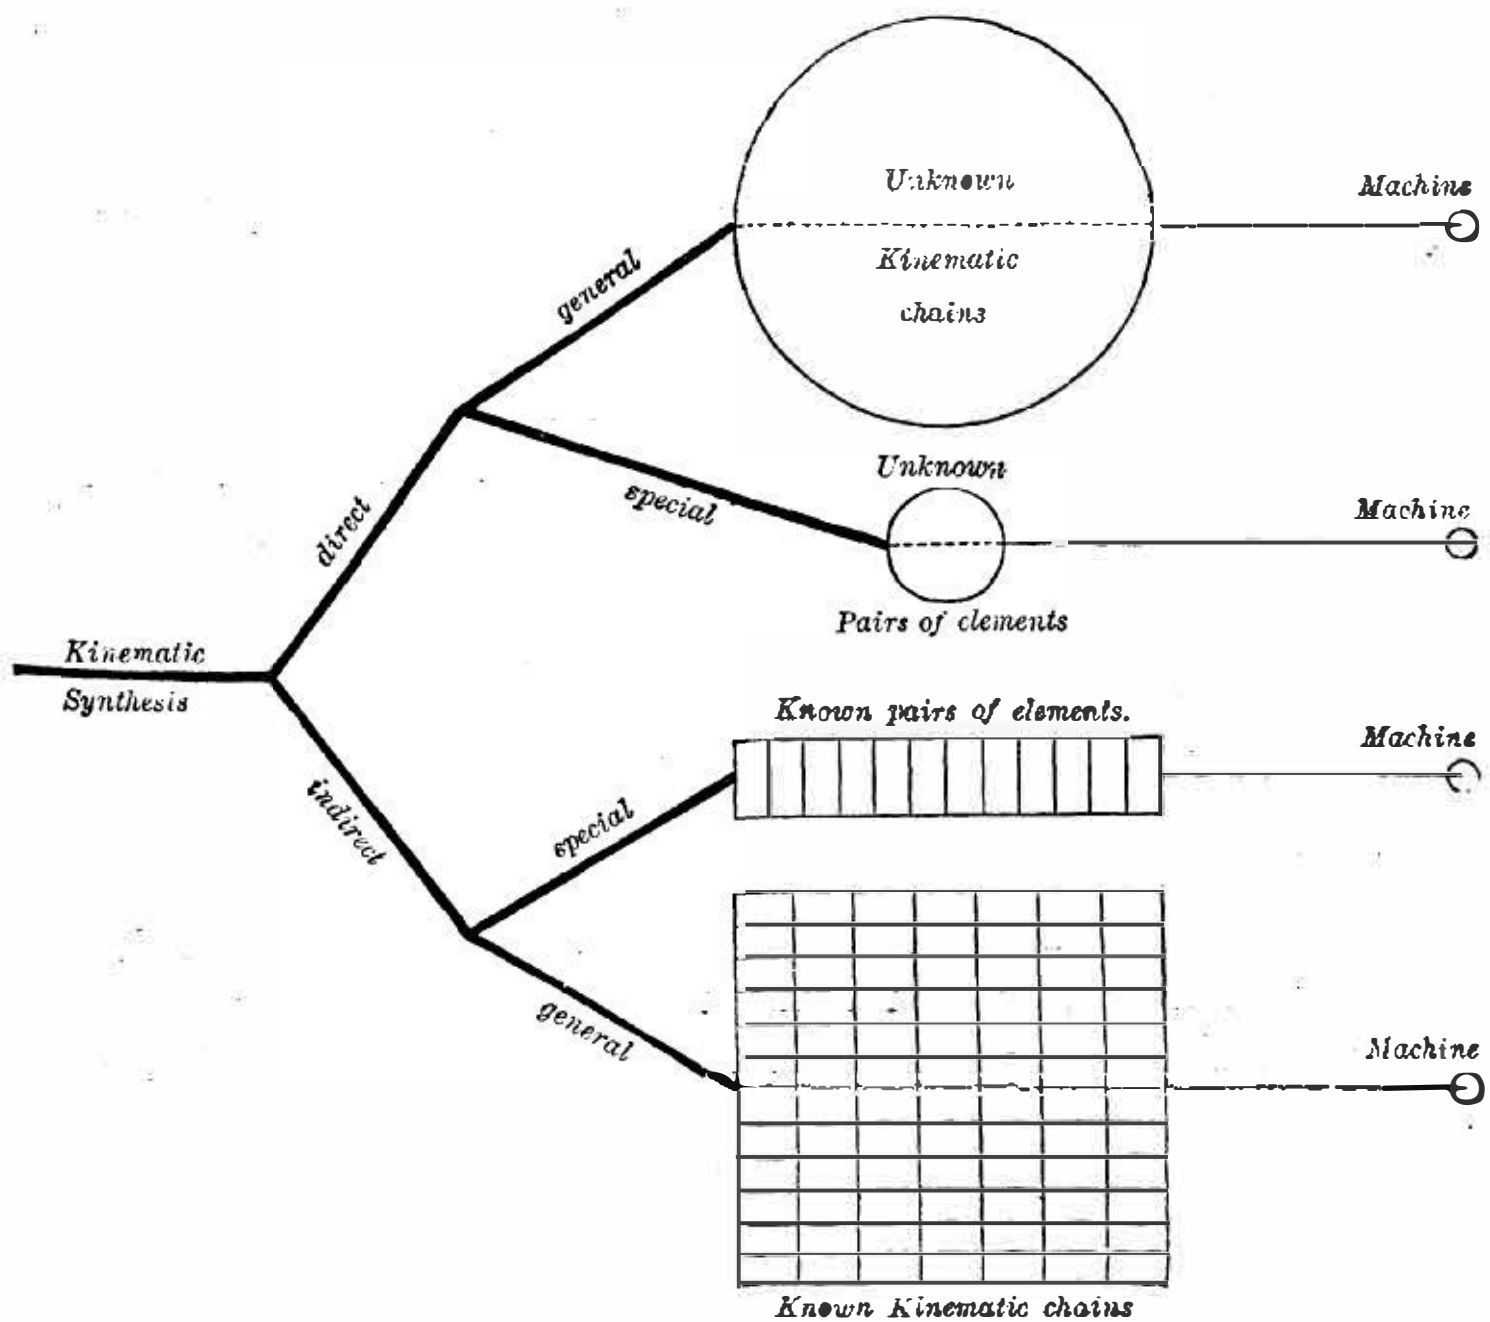 Unknown
Kinematic
chains
Machine
general
Unknown
special
direct
Machine
Pairs of elements
Kinematic
Synthesis
Known pairs of elements.
Machine
indirect
special
general
Machine
Known Kinematic chains